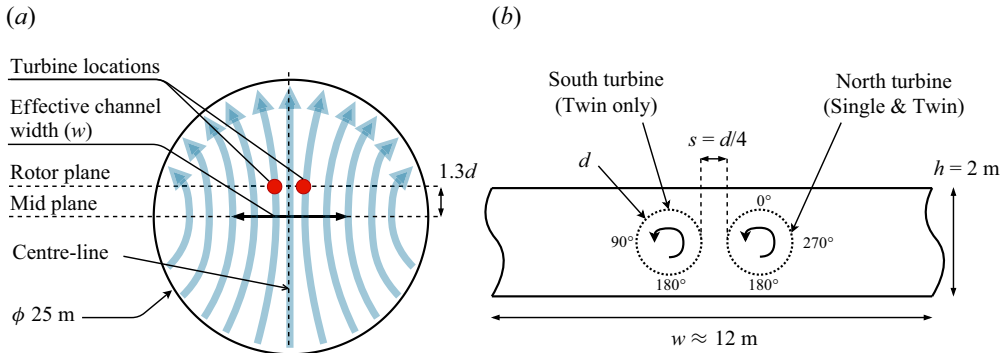 (a)
Turbine locations
Effective channel
width (w)
Rotor plane
Mid plane
Centre-line
ϕ 25 m
1.3d
(b)
South turbine
(Twin only)
North turbine
(Single & Twin)
s = d/4
d
h = 2 m
0°
90°
270°
180°
180°
w ≈ 12 m